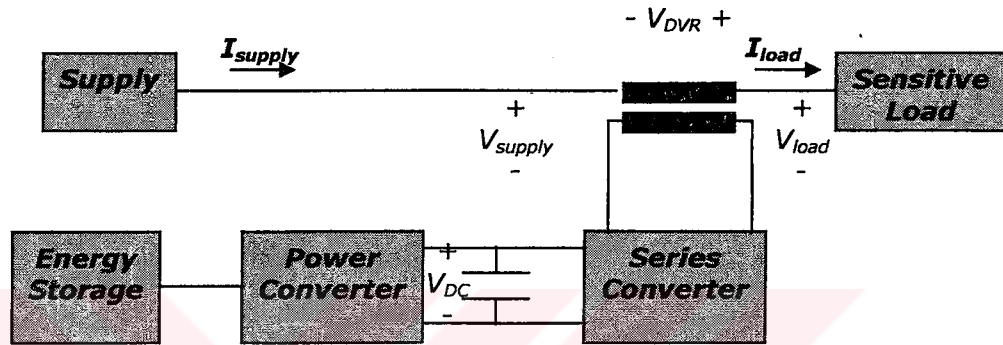 - V_DVR +
I_supply
I_load
Supply
Sensitive
Load
+
V_supply
-
+
V_load
-
Energy
Storage
Power
Converter
+
V_DC
-
Series
Converter